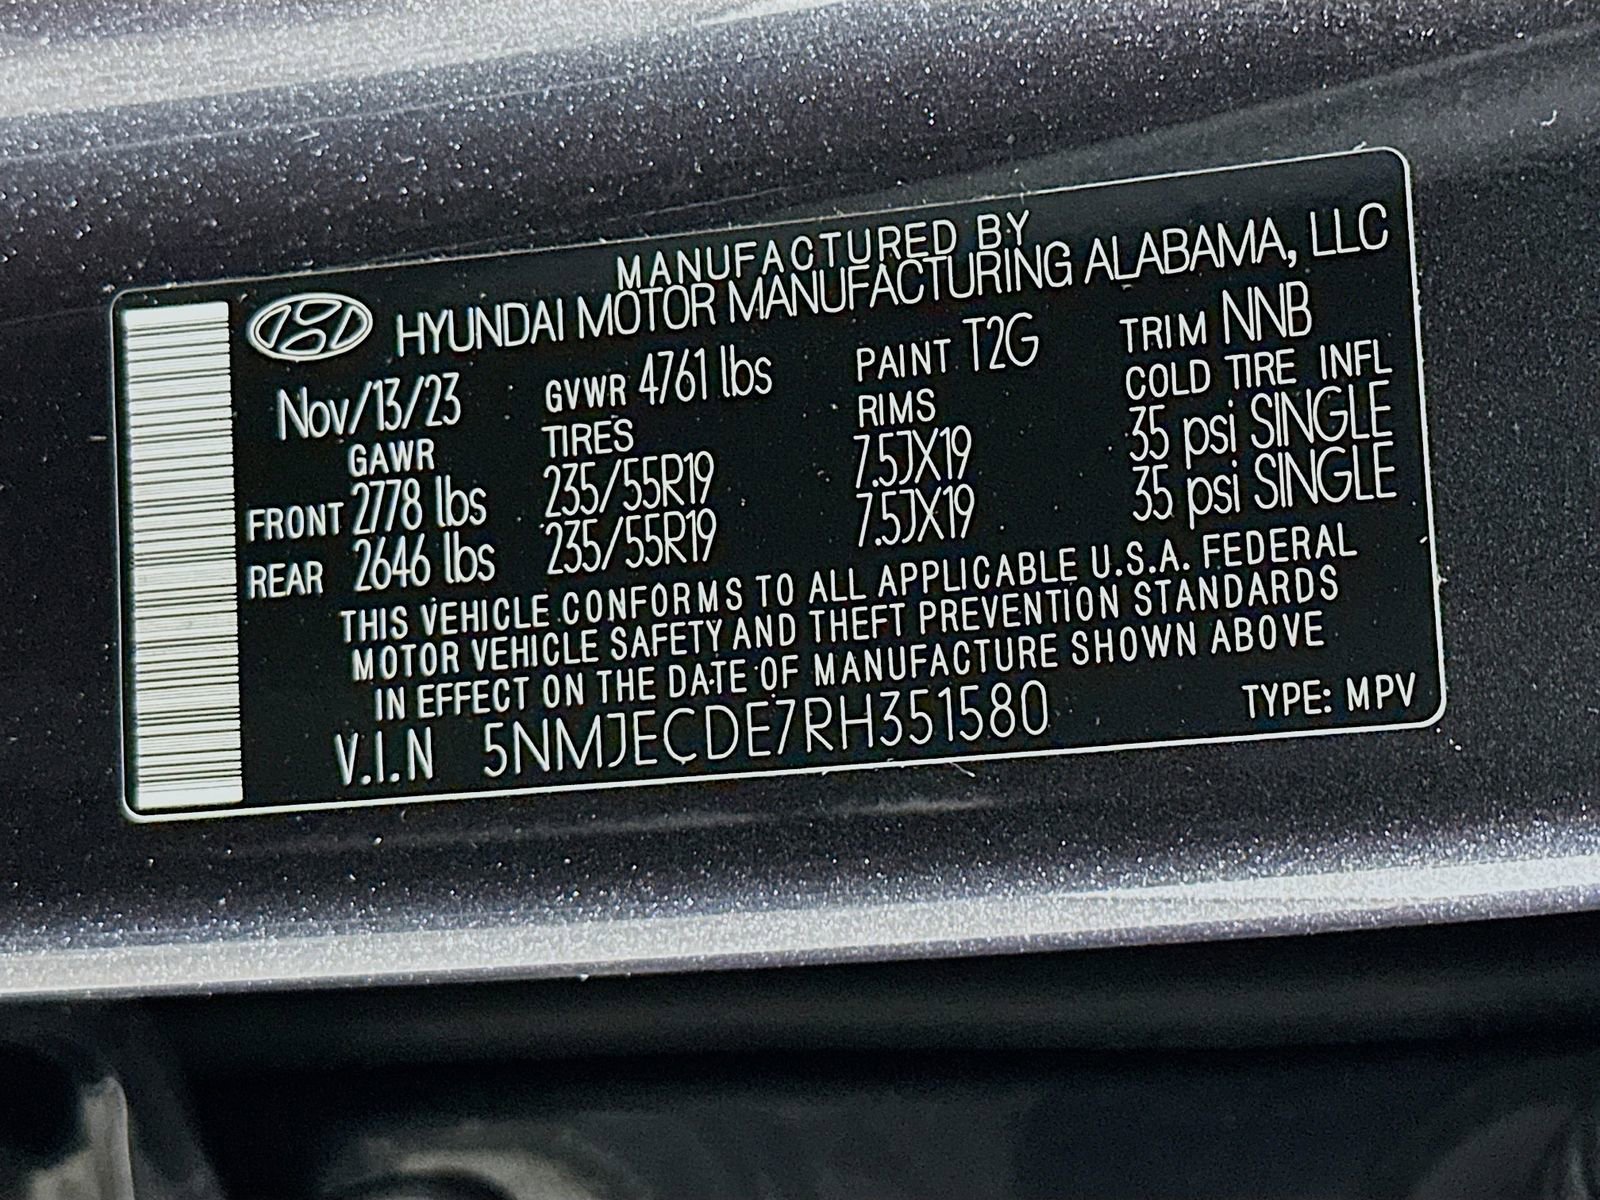 MANUFACTURED BY
HYUNDAI MOTOR MANUFACTURING ALABAMA, LLC
Nov/13/23 GVWR 4761 lbs PAINT T2G TRIM NNB
GAWR TIRES RIMS COLD TIRE INFL
FRONT 2778 lbs 235/55R19 7.5JX19 35 psi SINGLE
REAR 2646 lbs 235/55R19 7.5JX19 35 psi SINGLE
THIS VEHICLE CONFORMS TO ALL APPLICABLE U.S.A. FEDERAL
MOTOR VEHICLE SAFETY AND THEFT PREVENTION STANDARDS
IN EFFECT ON THE DATE OF MANUFACTURE SHOWN ABOVE
V.I.N 5NMJECDE7RH351580 TYPE: MPV